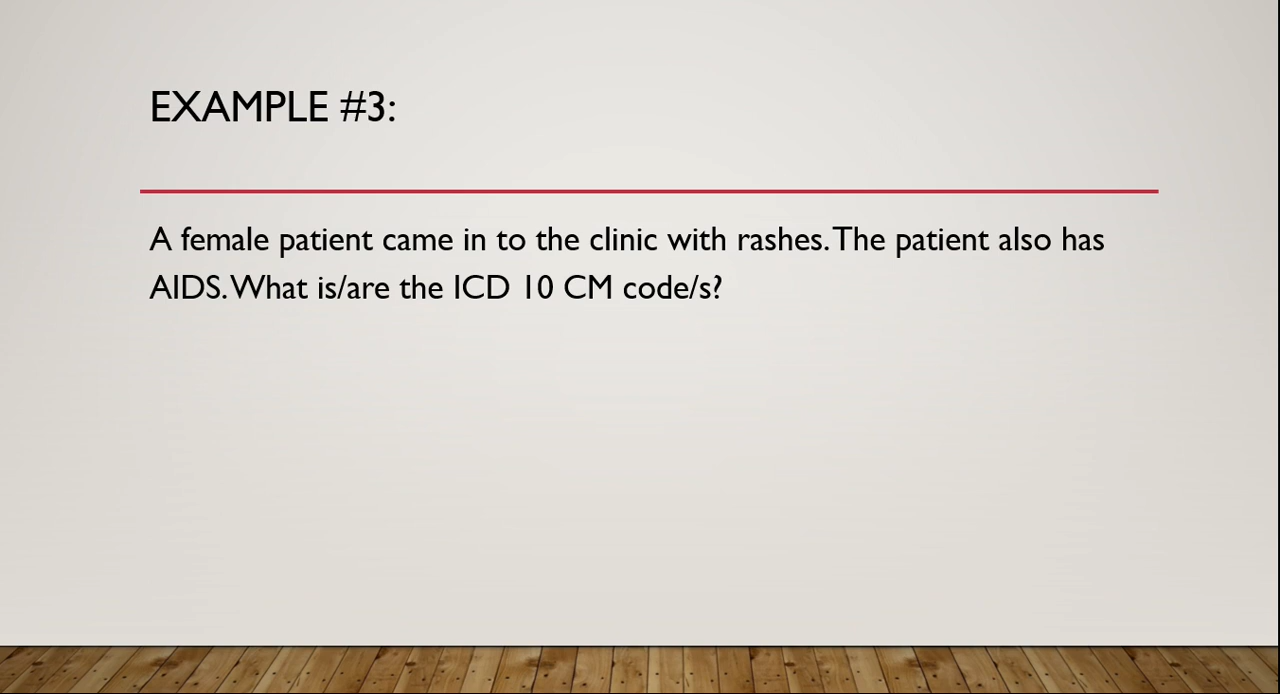 EXAMPLE #3:
A female patient came in to the clinic with rashes. The patient also has
AIDS. What is/are the ICD 10 CM code/s?